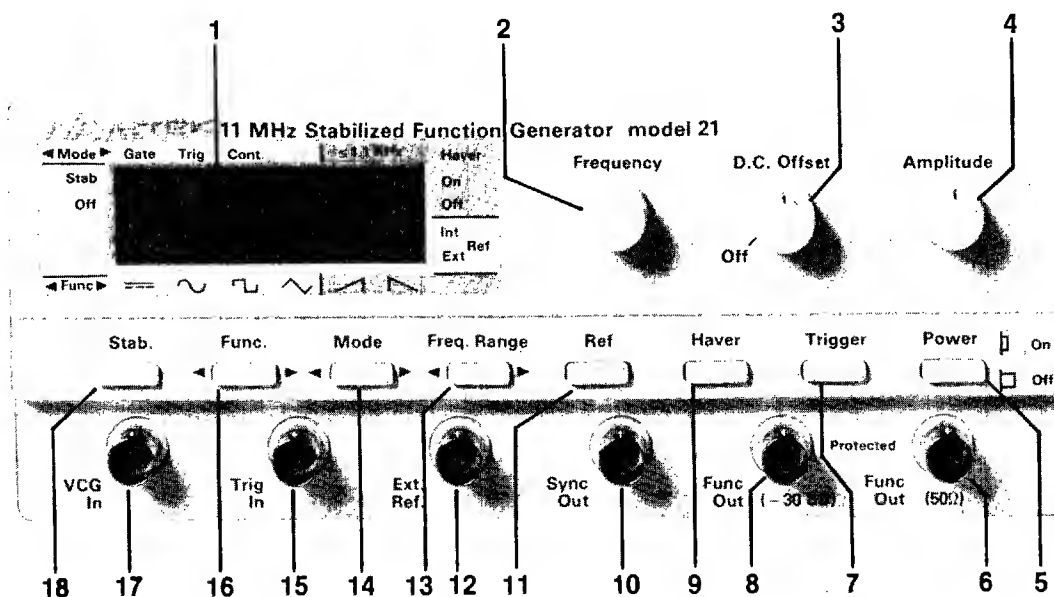 1
2
3
4
11 MHz Stabilized Function Generator model 21
◄Mode► Gate Trig Cont.
Haver
Stab
On
Off
Off
Int
Ref
Ext
◄Func►
Frequency
D.C. Offset
Amplitude
Off
Stab.
Func.
Mode
Freq. Range
Ref
Haver
Trigger
Power
On
Off
VCG
In
Trig
In
Ext.
Ref.
Sync
Out
Func
Out
Protected
Func
Out
(50Ω)
18 17 16 15 14 13 12 11 10 9 8 7 6 5